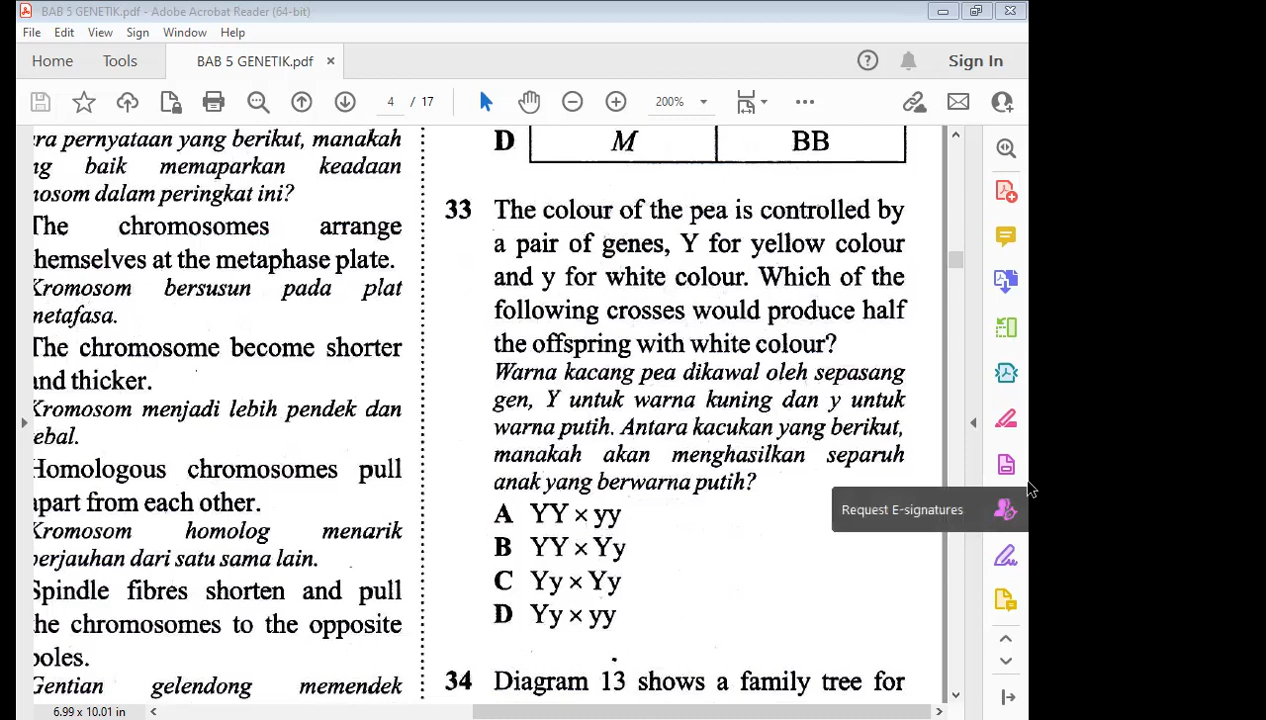 BAB 5 GENETIK.pdf - Adobe Acrobat Reader (64-bit)
File Edit View Sign Window Help
Home Tools BAB 5 GENETIK.pdf × Sign In
4 / 17 200%
ara pernyataan yang berikut, manakah
ng baik memaparkan keadaan
nosom dalam peringkat ini?
The chromosomes arrange
hemselves at the metaphase plate.
Kromosom bersusun pada plat
metafasa.
The chromosome become shorter
and thicker.
Kromosom menjadi lebih pendek dan
ebal.
Homologous chromosomes pull
apart from each other.
Kromosom homolog menarik
berjauhan dari satu sama lain.
Spindle fibres shorten and pull
he chromosomes to the opposite
poles.
Gentian gelendong memendek
D M BB
33 The colour of the pea is controlled by
a pair of genes, Y for yellow colour
and y for white colour. Which of the
following crosses would produce half
the offspring with white colour?
Warna kacang pea dikawal oleh sepasang
gen, Y untuk warna kuning dan y untuk
warna putih. Antara kacukan yang berikut,
manakah akan menghasilkan separuh
anak yang berwarna putih?
A YY × yy
B YY × Yy
C Yy × Yy
D Yy × yy
34 Diagram 13 shows a family tree for
Request E-signatures
6.99 x 10.01 in